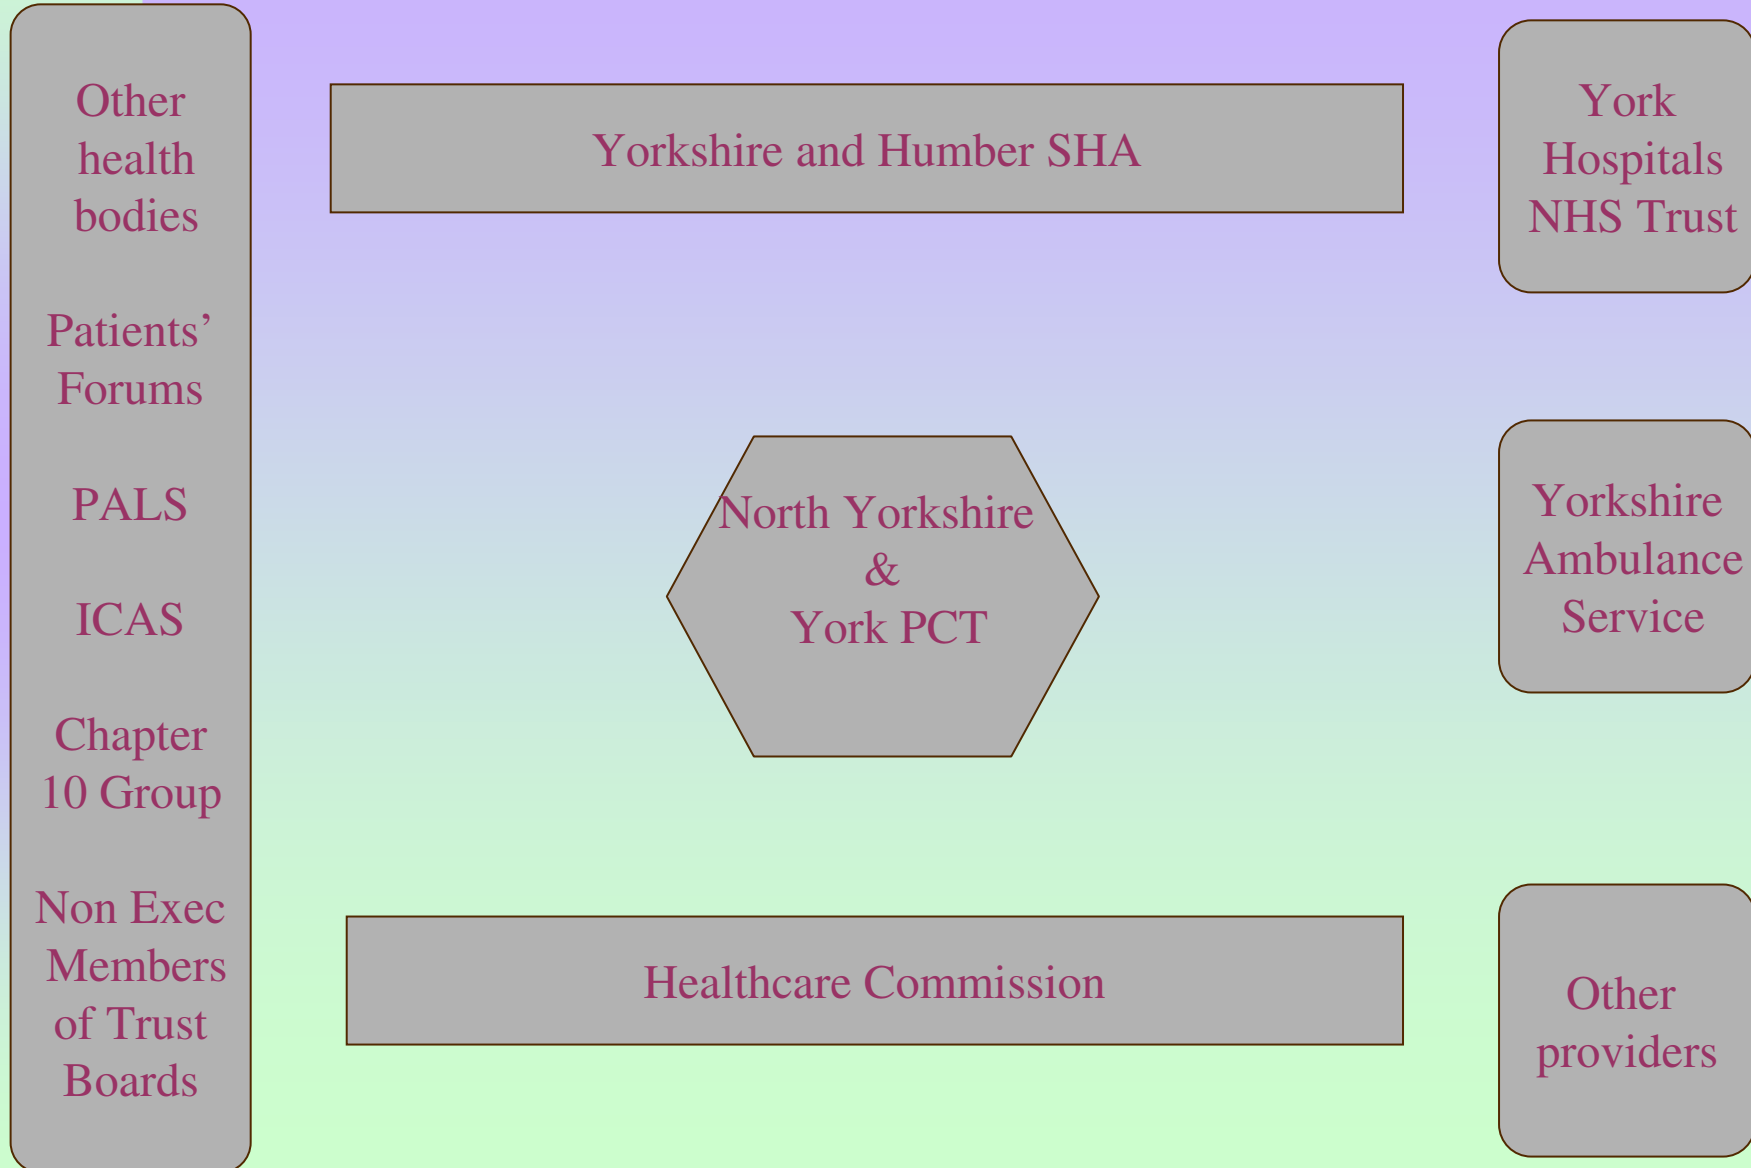 Other
health
bodies
Patients’
Forums
PALS
ICAS
Chapter
10 Group
Non Exec
Members
of Trust
Boards
Yorkshire and Humber SHA
North Yorkshire
&
York PCT
Healthcare Commission
York
Hospitals
NHS Trust
Yorkshire
Ambulance
Service
Other
providers